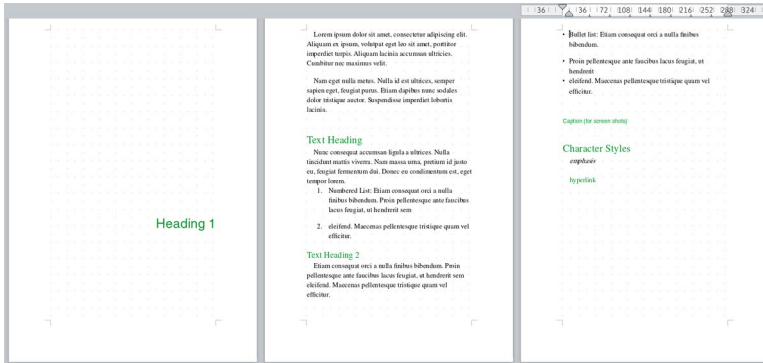 36 36 72 108 144 180 216 252 288 324
Heading 1
Lorem ipsum dolor sit amet, consectetur adipiscing elit.
Aliquam ex ipsum, volutpat eget leo sit amet, porttitor
imperdiet turpis. Aliquam lacinia accumsan ultricies.
Curabitur nec maximus velit.
Nam eget nulla metus. Nulla id est ultrices, semper
sapien eget, feugiat purus. Etiam dapibus nunc sodales
dolor tristique auctor. Suspendisse imperdiet lobortis
lacinia.
Text Heading
Nunc consequat accumsan ligula a ultrices. Nulla
tincidunt mattis viverra. Nam massa urna, pretium id justo
eu, feugiat fermentum dui. Donec eu condimentum est, eget
tempor lorem.
1. Numbered List: Etiam consequat orci a nulla
finibus bibendum. Proin pellentesque ante faucibus
lacus feugiat, ut hendrerit sem
2. eleifend. Maecenas pellentesque tristique quam vel
efficitur.
Text Heading 2
Etiam consequat orci a nulla finibus bibendum. Proin
pellentesque ante faucibus lacus feugiat, ut hendrerit sem
eleifend. Maecenas pellentesque tristique quam vel
efficitur.
• Bullet list: Etiam consequat orci a nulla finibus
bibendum.
• Proin pellentesque ante faucibus lacus feugiat, ut
hendrerit
• eleifend. Maecenas pellentesque tristique quam vel
efficitur.
Caption (for screen shots)
Character Styles
emphasis
hyperlink